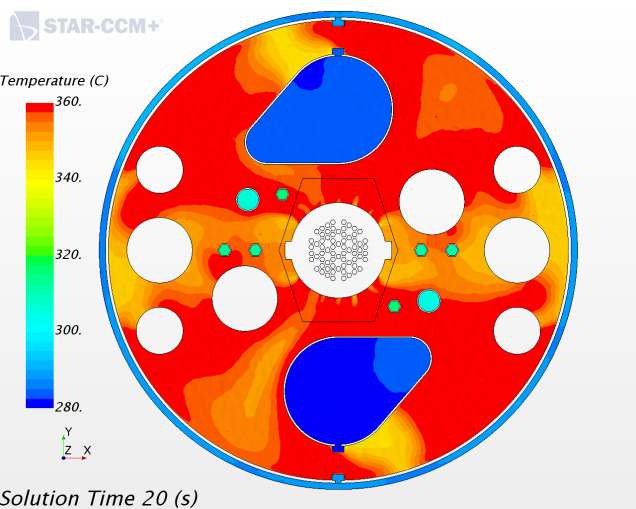 STAR-CCM+
Temperature (C)
360.
340.
320.
300.
280.
Y
Z X
Solution Time 20 (s)